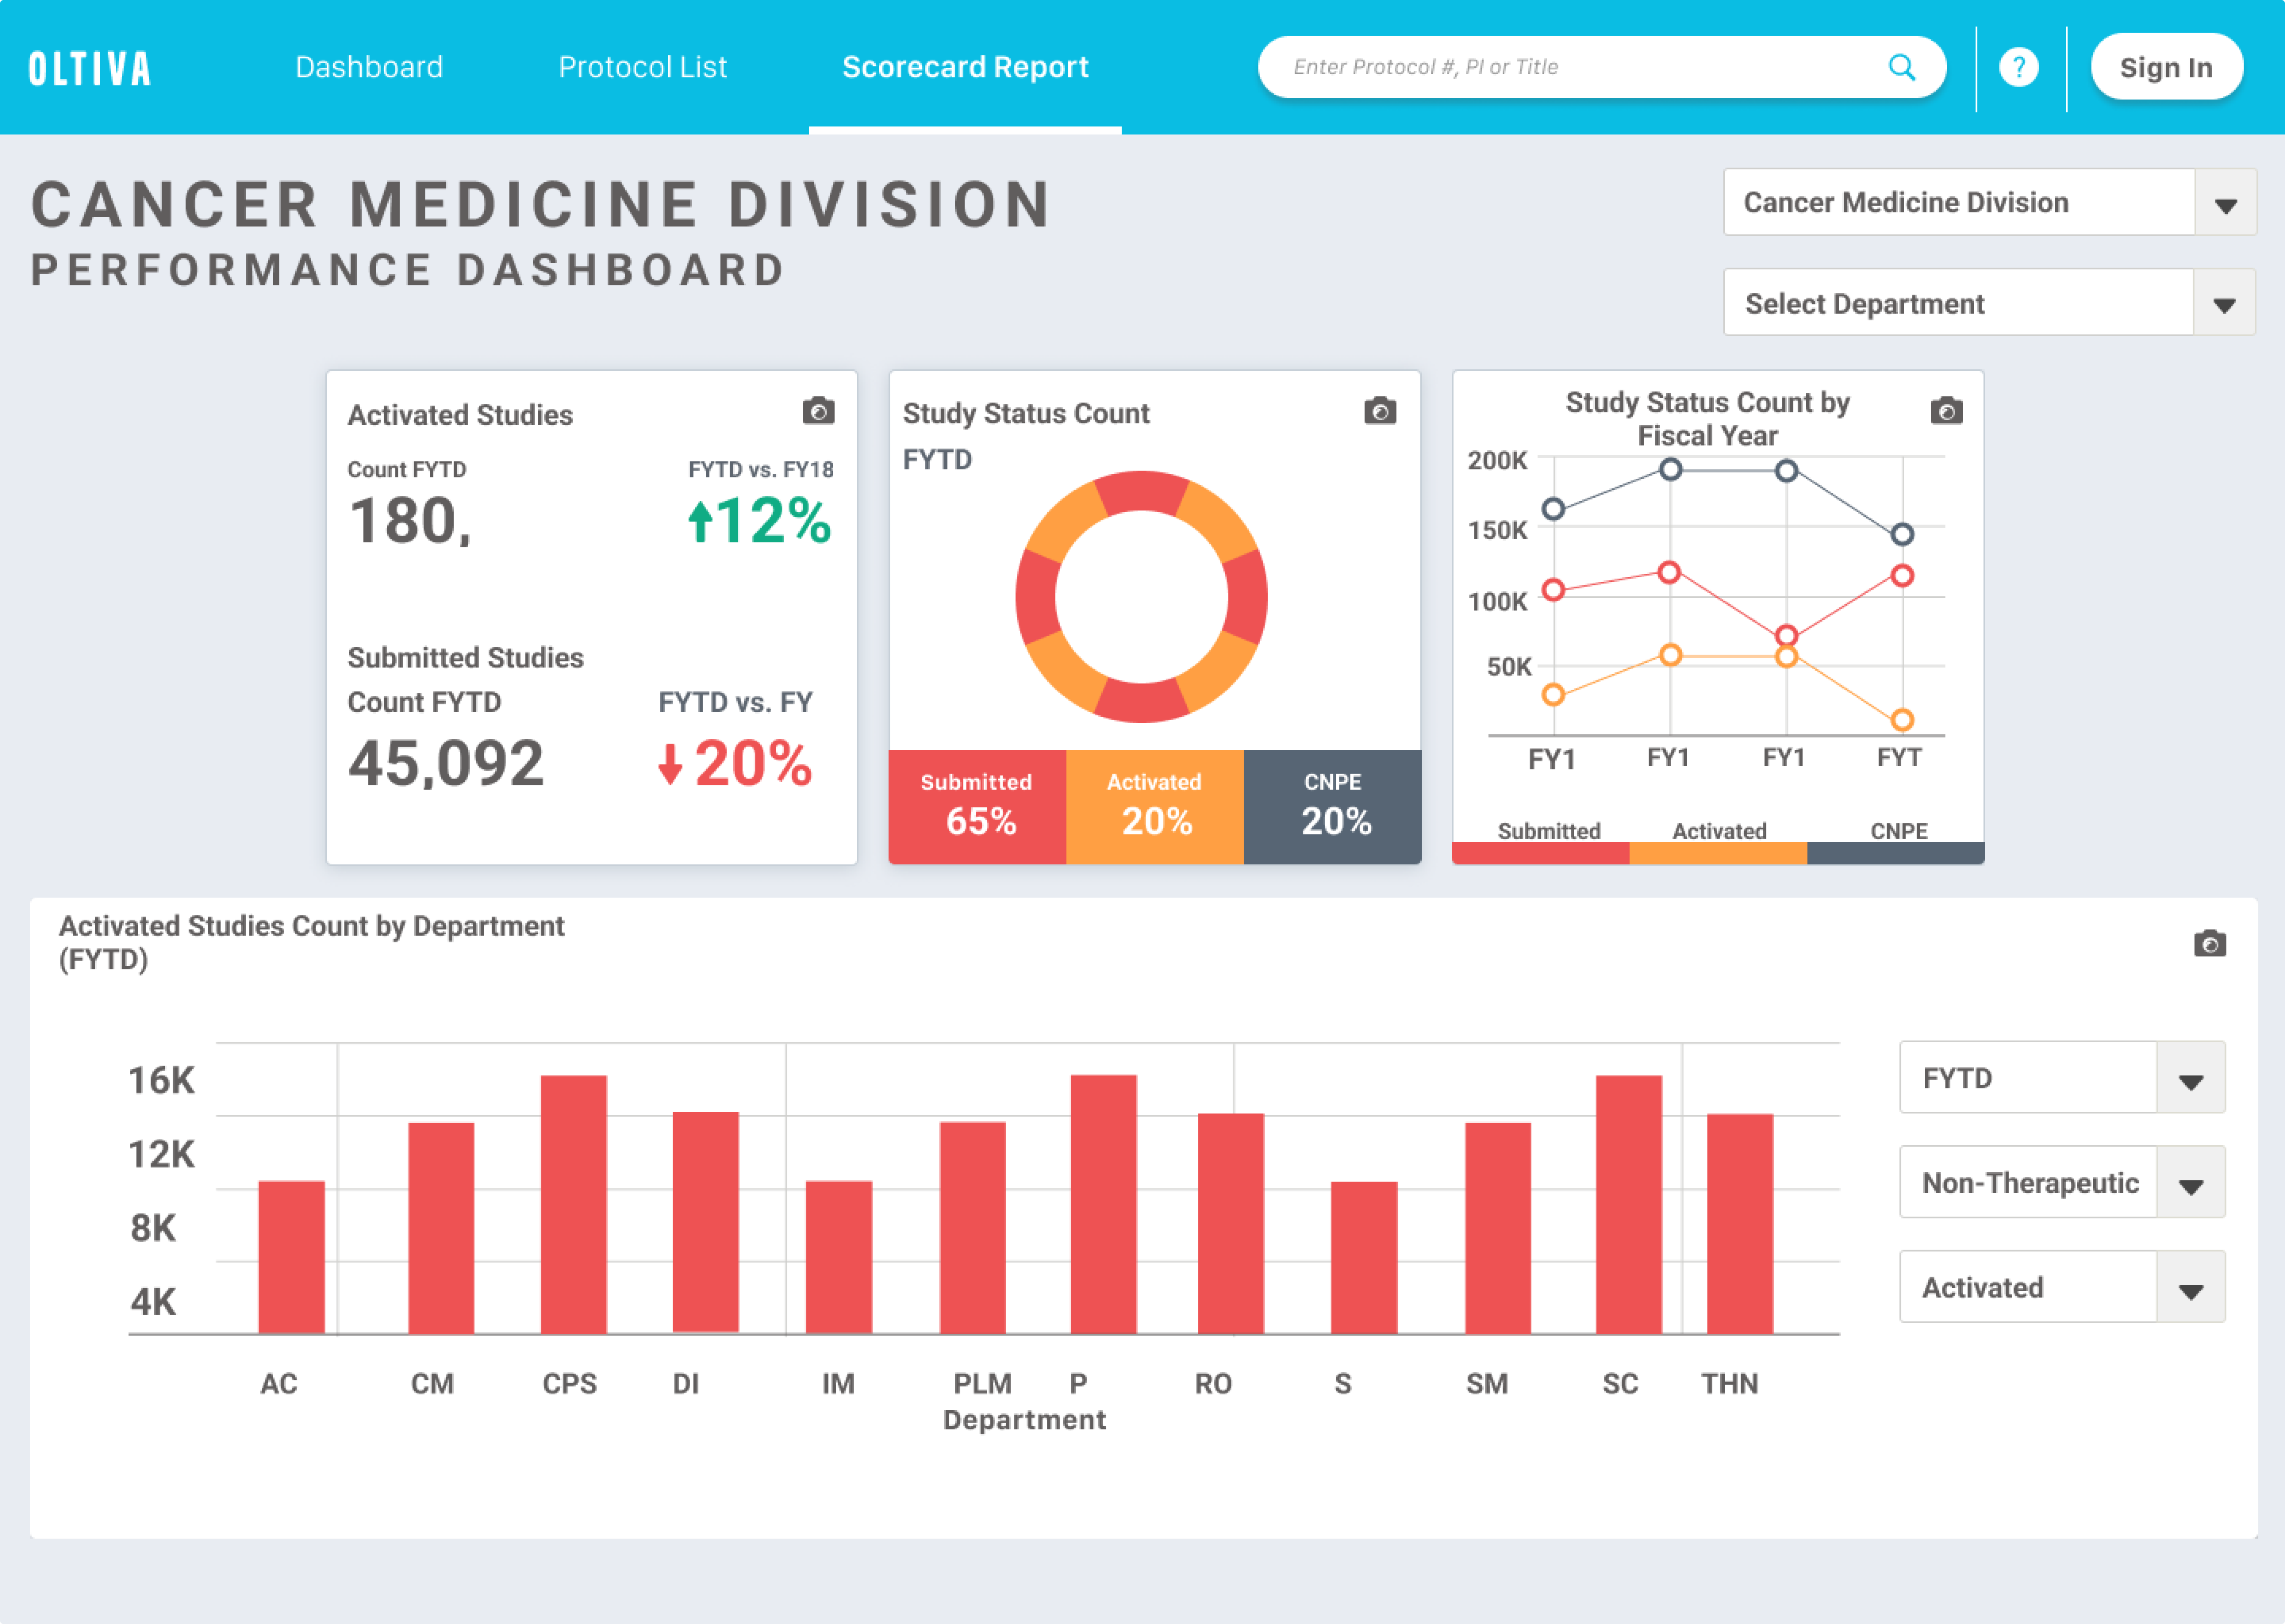 OLTIVA
Dashboard
Protocol List
Scorecard Report
Enter Protocol #, PI or Title
?
Sign In
CANCER MEDICINE DIVISION
PERFORMANCE DASHBOARD
Cancer Medicine Division
Select Department
Activated Studies
Count FYTD
FYTD vs. FY18
180,
12%
Submitted Studies
Count FYTD
FYTD vs. FY
45,092
20%
Study Status Count
FYTD
Submitted
65%
Activated
20%
CNPE
20%
Study Status Count by
Fiscal Year
200K
150K
100K
50K
FY1
FY1
FY1
FYT
Submitted
Activated
CNPE
Activated Studies Count by Department
(FYTD)
16K
12K
8K
4K
AC
CM
CPS
DI
IM
PLM
P
RO
S
SM
SC
THN
Department
FYTD
Non-Therapeutic
Activated